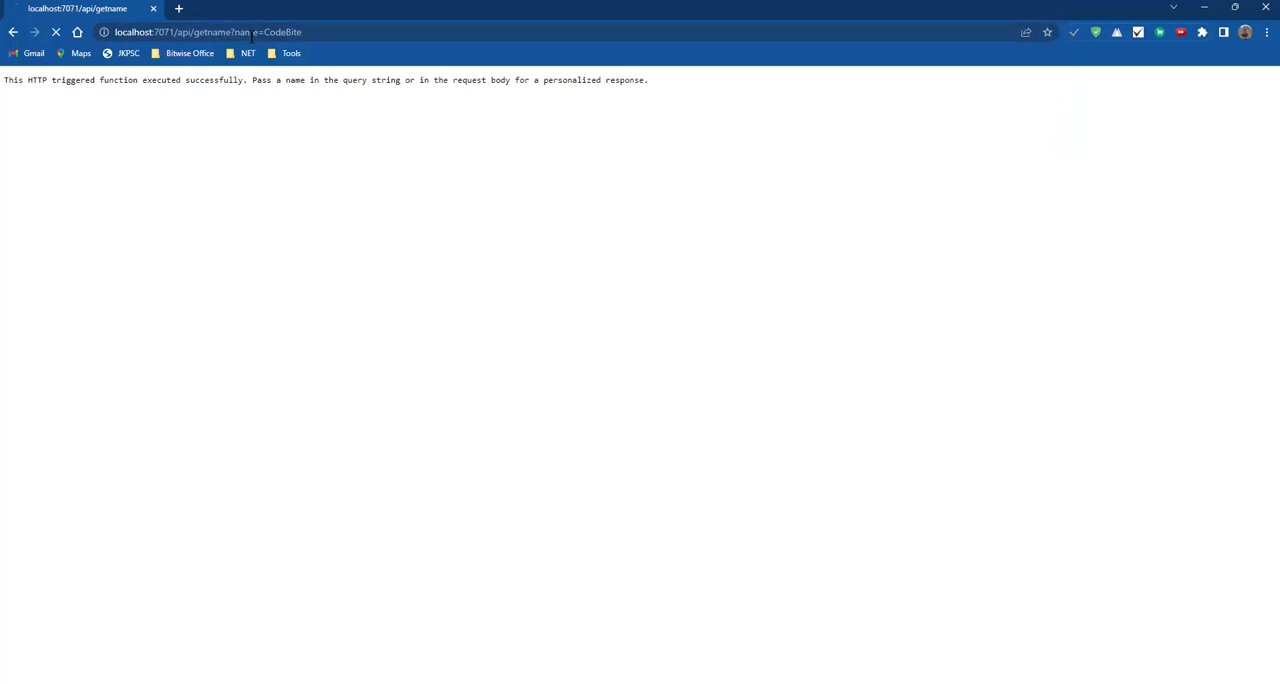 localhost:7071/api/getname
localhost:7071/api/getname?name=CodeBite
Gmail Maps JKPSC Bitwise Office NET Tools
This HTTP triggered function executed successfully. Pass a name in the query string or in the request body for a personalized response.